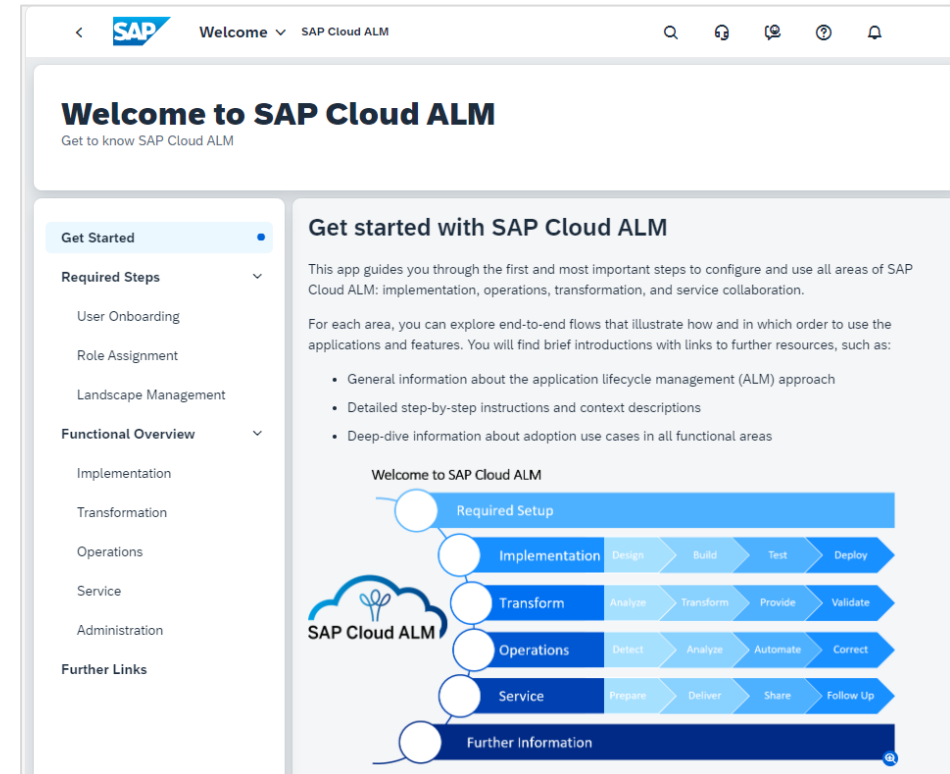 SAP Welcome SAP Cloud ALM
Welcome to SAP Cloud ALM
Get to know SAP Cloud ALM
Get Started
Required Steps
User Onboarding
Role Assignment
Landscape Management
Functional Overview
Implementation
Transformation
Operations
Service
Administration
Further Links
Get started with SAP Cloud ALM
This app guides you through the first and most important steps to configure and use all areas of SAP
Cloud ALM: implementation, operations, transformation, and service collaboration.
For each area, you can explore end-to-end flows that illustrate how and in which order to use the
applications and features. You will find brief introductions with links to further resources, such as:
• General information about the application lifecycle management (ALM) approach
• Detailed step-by-step instructions and context descriptions
• Deep-dive information about adoption use cases in all functional areas
Welcome to SAP Cloud ALM
SAP Cloud ALM
Required Setup
Implementation Design Build Test Deploy
Transform Analyze Transform Provide Validate
Operations Detect Analyze Automate Correct
Service Prepare Deliver Share Follow Up
Further Information